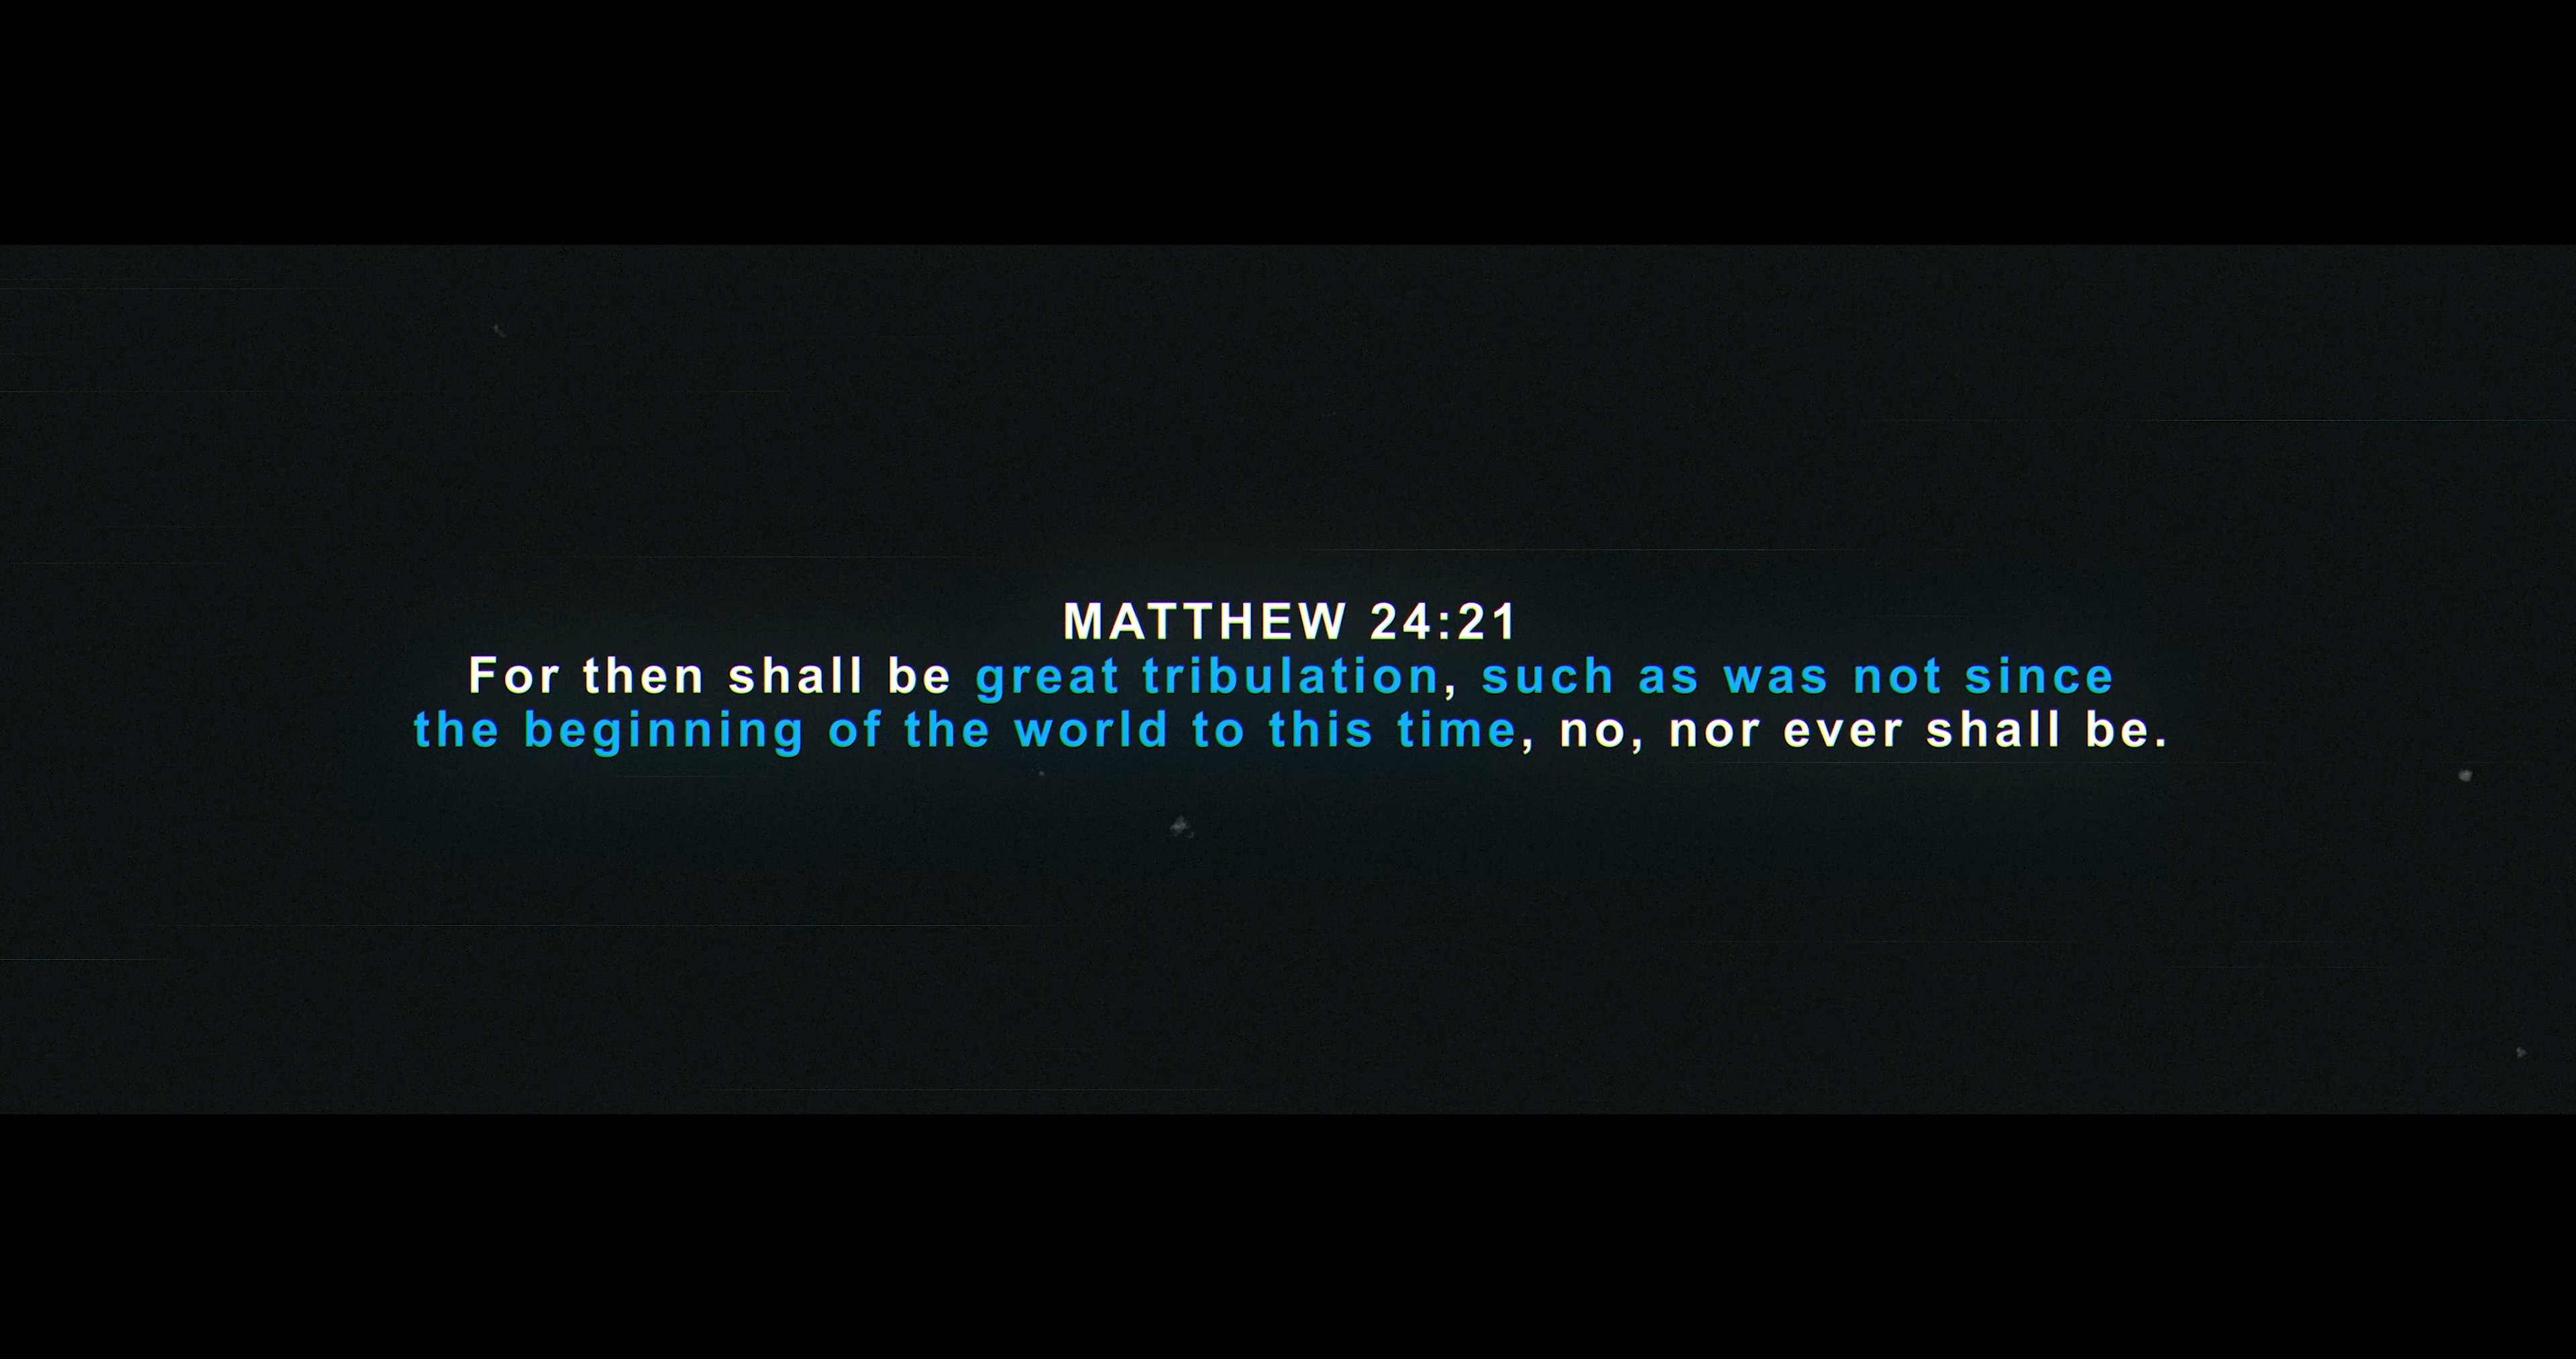 MATTHEW 24:21
For then shall be great tribulation, such as was not since
the beginning of the world to this time, no, nor ever shall be.